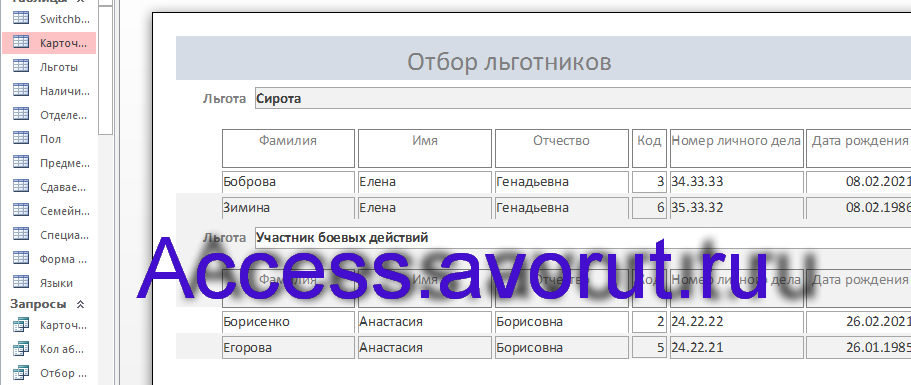 Таблицы
Switchb...
Карточ...
Льготы
Наличи...
Отделе...
Пол
Предме...
Сдавае...
Семейн...
Специа...
Форма ...
Языки
Запросы
Карточ...
Кол аб...
Отбор ...
Отбор льготников
Льгота Сирота
Фамилия Имя Отчество Код Номер личного дела Дата рождения
Боброва Елена Генадьевна 3 34.33.33 08.02.2021
Зимина Елена Генадьевна 6 35.33.32 08.02.1986
Льгота Участник боевых действий
Access.avorut.ru
Фамилия Имя Отчество Код Номер личного дела Дата рождения
Борисенко Анастасия Борисовна 2 24.22.22 26.02.2021
Егорова Анастасия Борисовна 5 24.22.21 26.01.1985